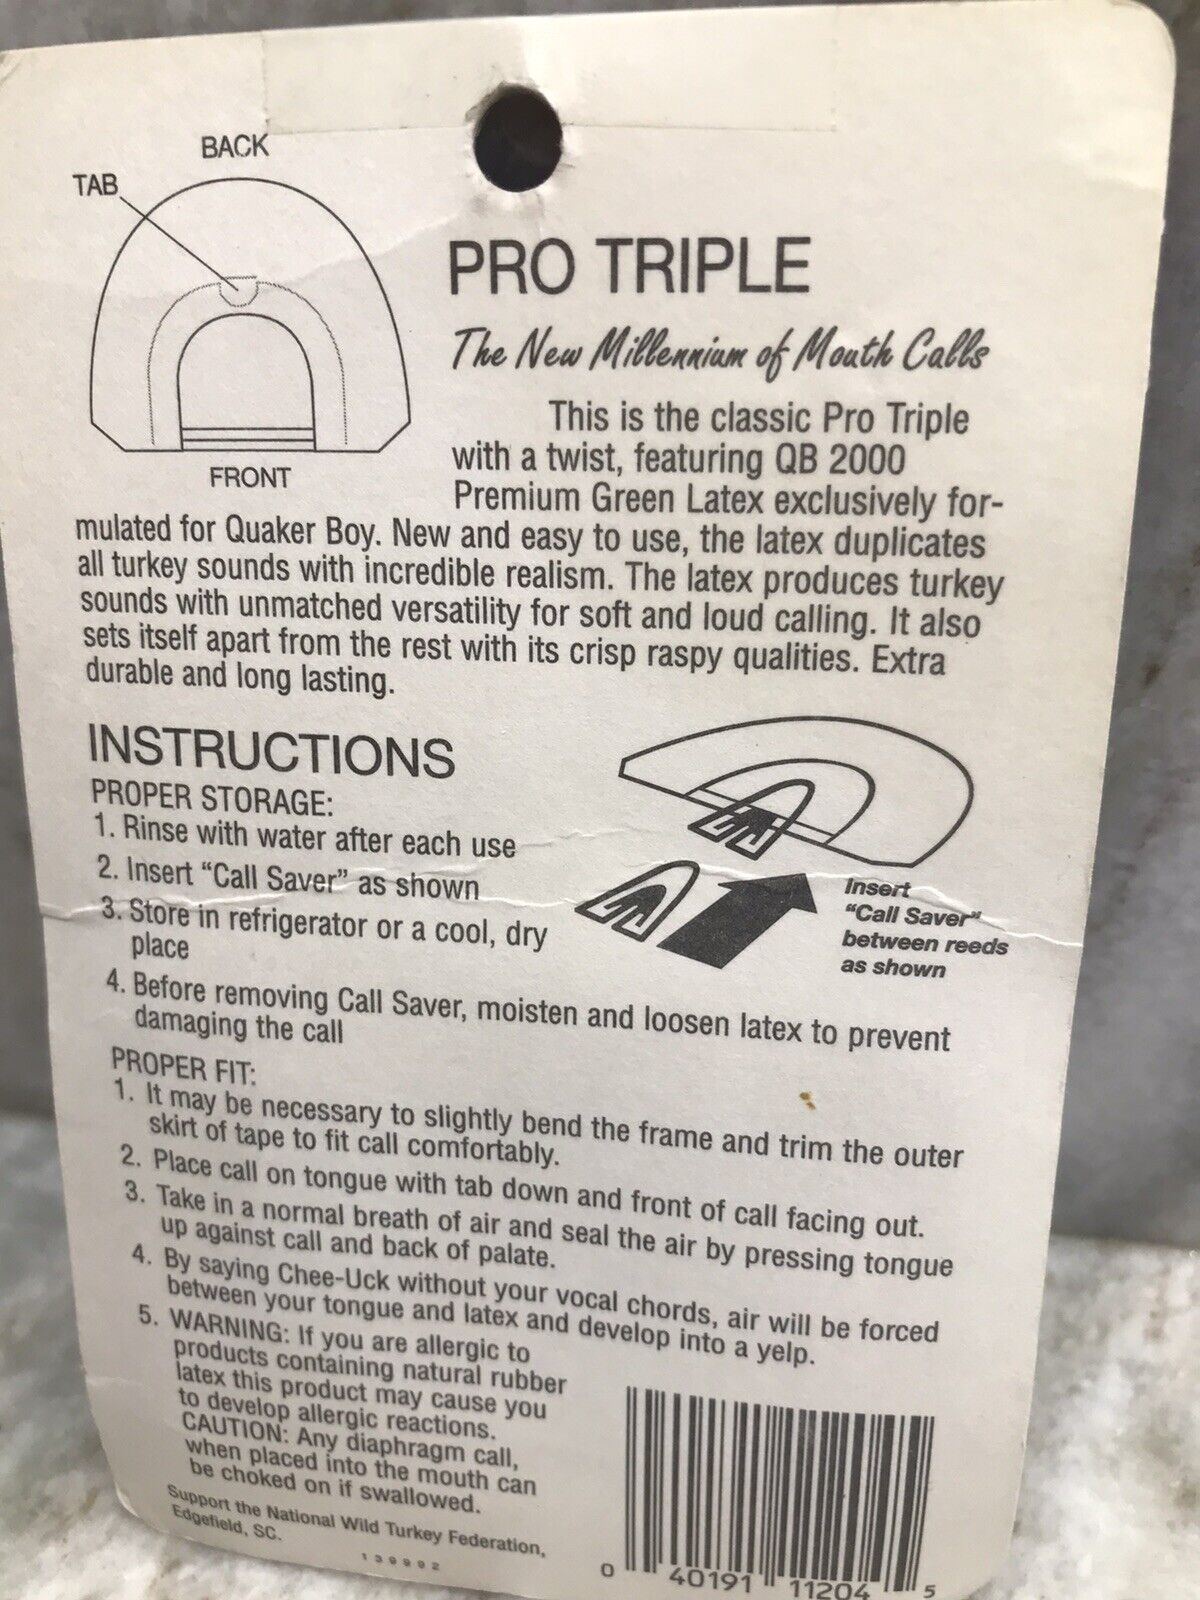 BACK
TAB
FRONT
PRO TRIPLE
The New Millennium of Mouth Calls
This is the classic Pro Triple
with a twist, featuring QB 2000
Premium Green Latex exclusively for-
mulated for Quaker Boy. New and easy to use, the latex duplicates
all turkey sounds with incredible realism. The latex produces turkey
sounds with unmatched versatility for soft and loud calling. It also
sets itself apart from the rest with its crisp raspy qualities. Extra
durable and long lasting.
INSTRUCTIONS
PROPER STORAGE:
1. Rinse with water after each use
2. Insert “Call Saver” as shown
3. Store in refrigerator or a cool, dry
place
4. Before removing Call Saver, moisten and loosen latex to prevent
damaging the call
Insert
“Call Saver”
between reeds
as shown
PROPER FIT:
1. It may be necessary to slightly bend the frame and trim the outer
skirt of tape to fit call comfortably.
2. Place call on tongue with tab down and front of call facing out.
3. Take in a normal breath of air and seal the air by pressing tongue
up against call and back of palate.
4. By saying Chee-Uck without your vocal chords, air will be forced
between your tongue and latex and develop into a yelp.
5. WARNING: If you are allergic to
products containing natural rubber
latex this product may cause you
to develop allergic reactions.
CAUTION: Any diaphragm call,
when placed into the mouth can
be choked on if swallowed.
Support the National Wild Turkey Federation,
Edgefield, SC.
139992
0 40191 11204 5